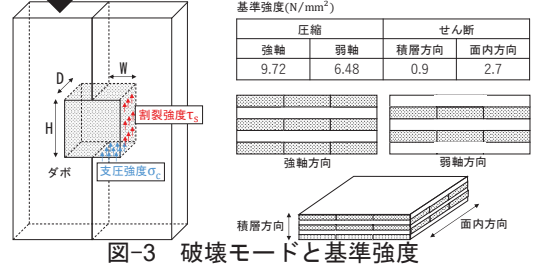 D
W
H
割裂強度τs
支圧強度σc
ダボ
基準強度(N/mm²)
圧縮 せん断
強軸 弱軸 積層方向 面内方向
9.72 6.48 0.9 2.7
強軸方向 弱軸方向
積層方向 面内方向
図-3 破壊モードと基準強度